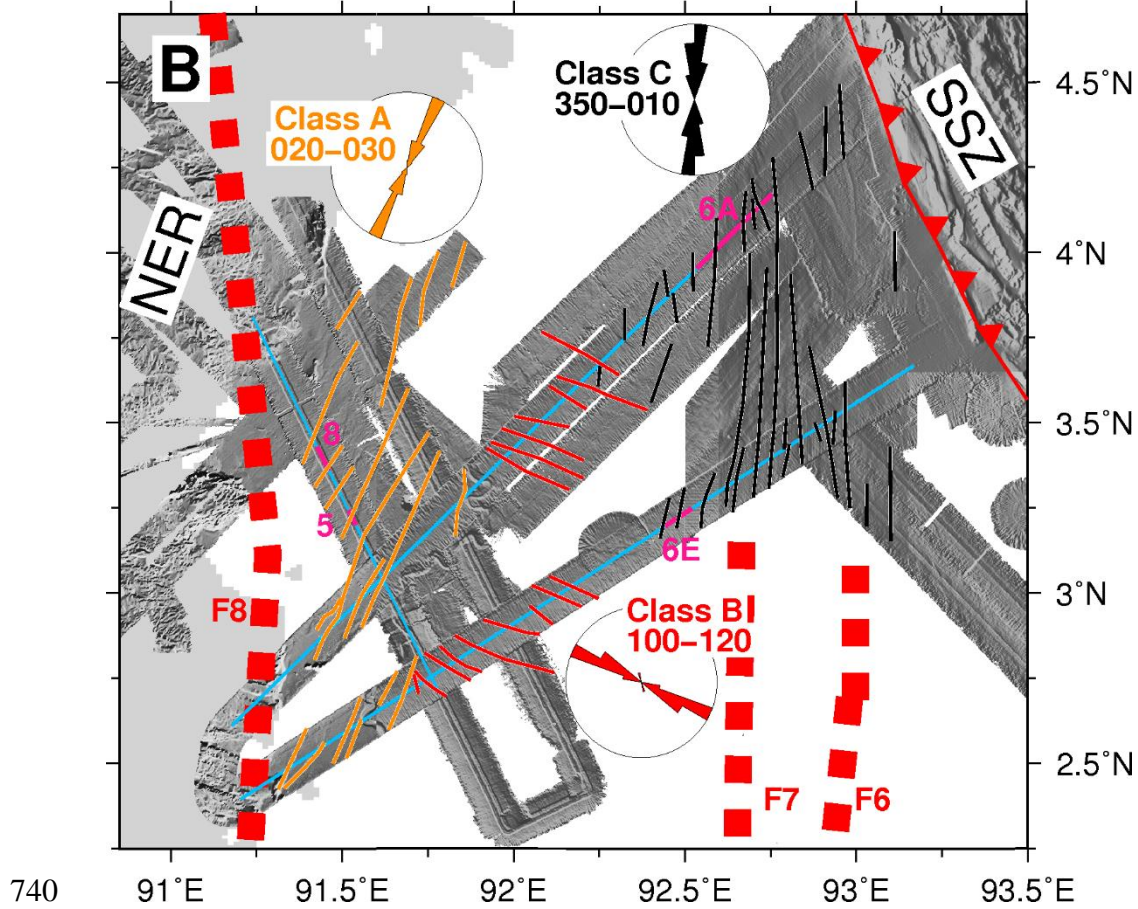 B
Class A
020–030
Class C
350–010
SSZ
NER
6A
8
5
6E
F8
Class B
100–120
F7
F6
4.5˚N
4˚N
3.5˚N
3˚N
2.5˚N
91˚E
91.5˚E
92˚E
92.5˚E
93˚E
93.5˚E
740